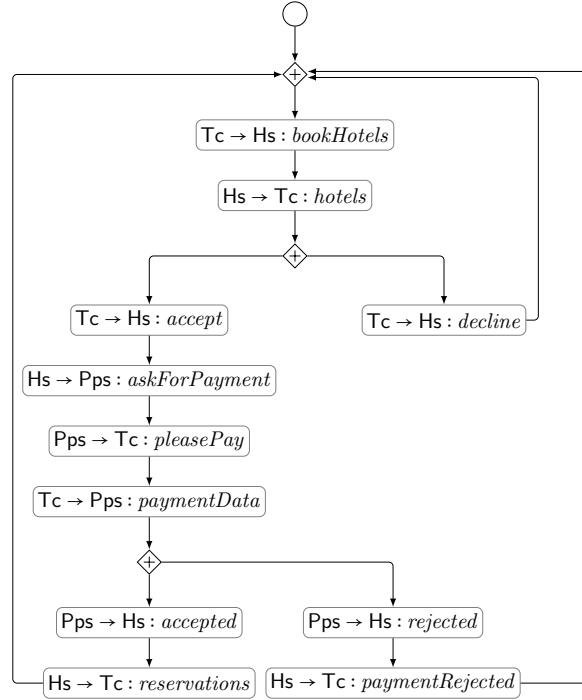 +
Tc → Hs : bookHotels
Hs → Tc : hotels
+
Tc → Hs : accept
Tc → Hs : decline
Hs → Pps : askForPayment
Pps → Tc : pleasePay
Tc → Pps : paymentData
+
Pps → Hs : accepted
Pps → Hs : rejected
Hs → Tc : reservations
Hs → Tc : paymentRejected